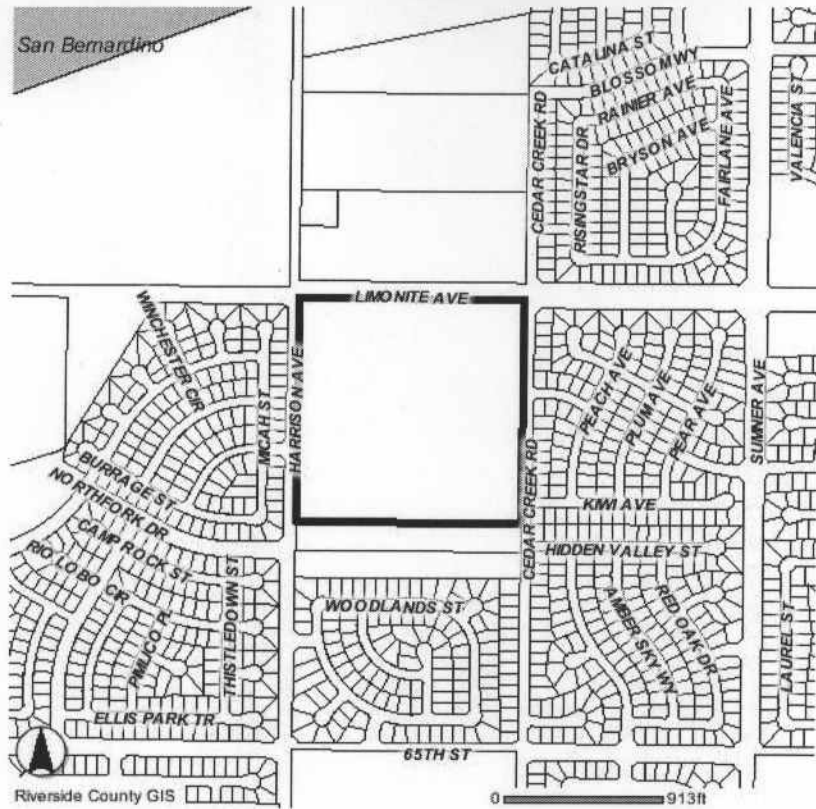 San Bernardino
CATALINA ST
BLOSSOM WY
RAINIER AVE
BRYSON AVE
CEDAR CREEK RD
RISINGSTAR DR
FAIRLANE AVE
VALENCIA ST
LIMONITE AVE
WINCHESTER CIR
MICAH ST
HARRISON AVE
PEACH AVE
PLUM AVE
PEAR AVE
SUMNER AVE
BURRAGE ST
NORTHFORK DR
CEDAR CREEK RD
KIWI AVE
CAMP ROCK ST
HIDDEN VALLEY ST
RIO LOBO CIR
THISTLEDOWN ST
PIMLICO PL
WOODLANDS ST
AMBER SKY WY
RED OAK DR
LAUREL ST
ELLIS PARK TR
65TH ST
Riverside County GIS
0 913ft